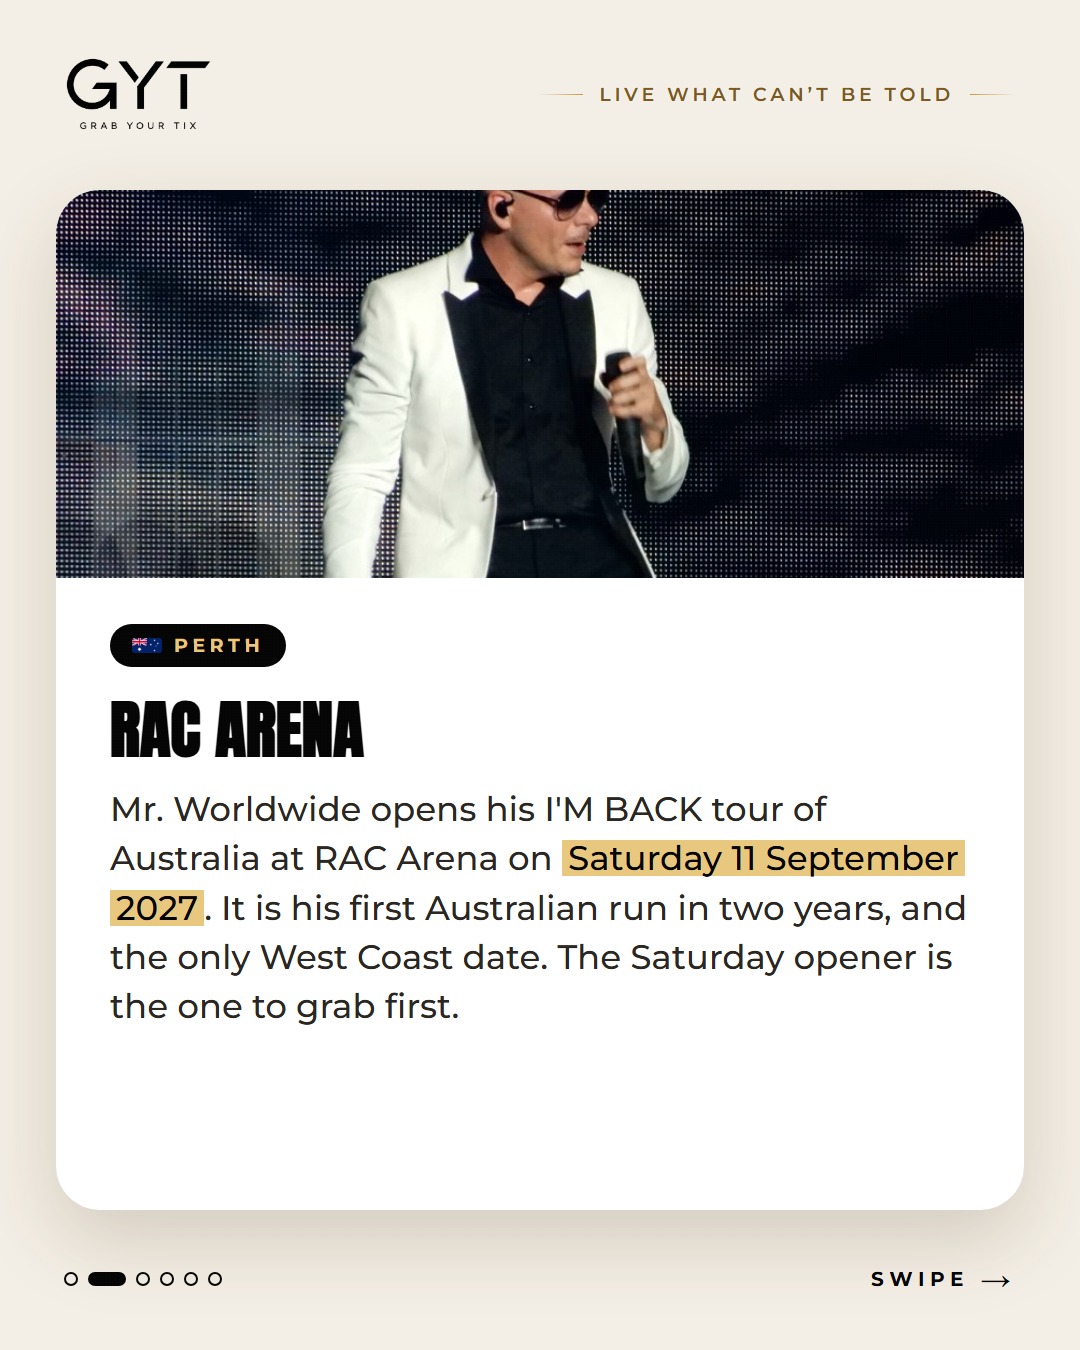 GYT
GRAB YOUR TIX
LIVE WHAT CAN’T BE TOLD
PERTH
RAC ARENA
Mr. Worldwide opens his I'M BACK tour of
Australia at RAC Arena on Saturday 11 September
2027. It is his first Australian run in two years, and
the only West Coast date. The Saturday opener is
the one to grab first.
SWIPE →